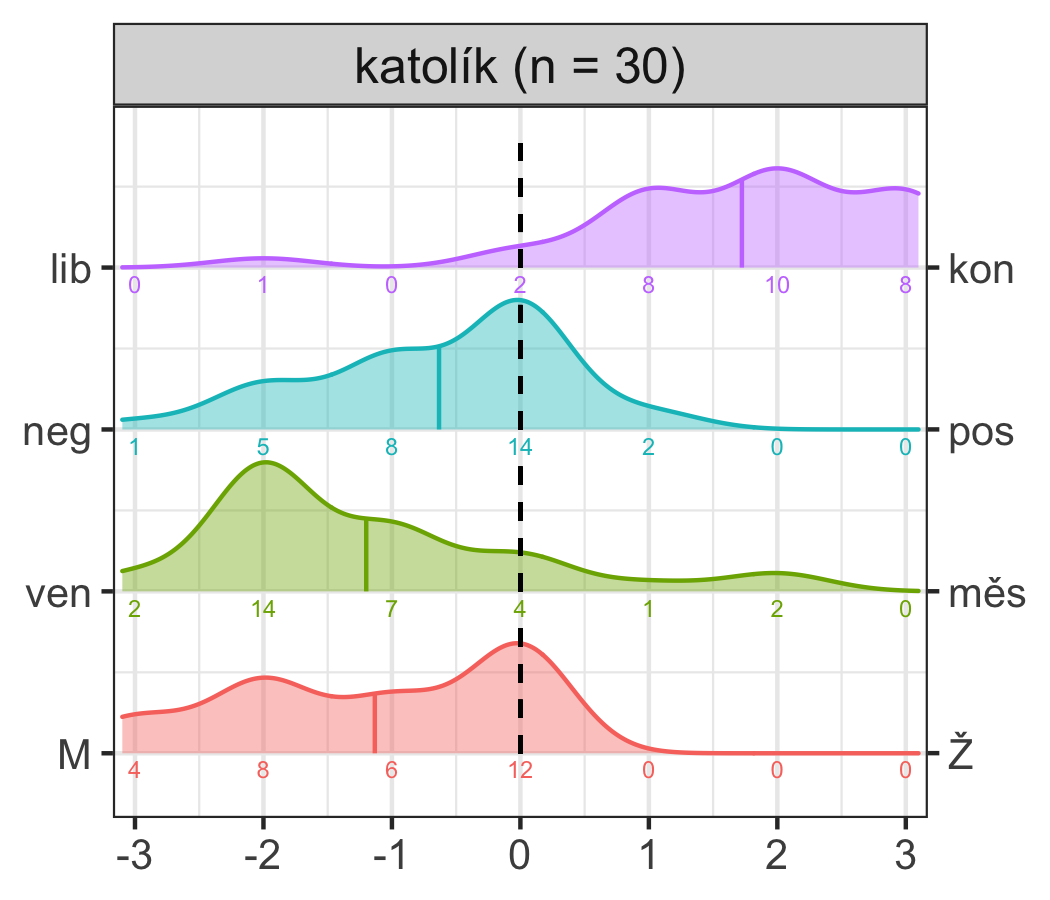 katolík (n = 30)
lib kon
0 1 0 2 8 10 8
neg pos
1 5 8 14 2 0 0
ven měs
2 14 7 4 1 2 0
M Ž
4 8 6 12 0 0 0
-3 -2 -1 0 1 2 3